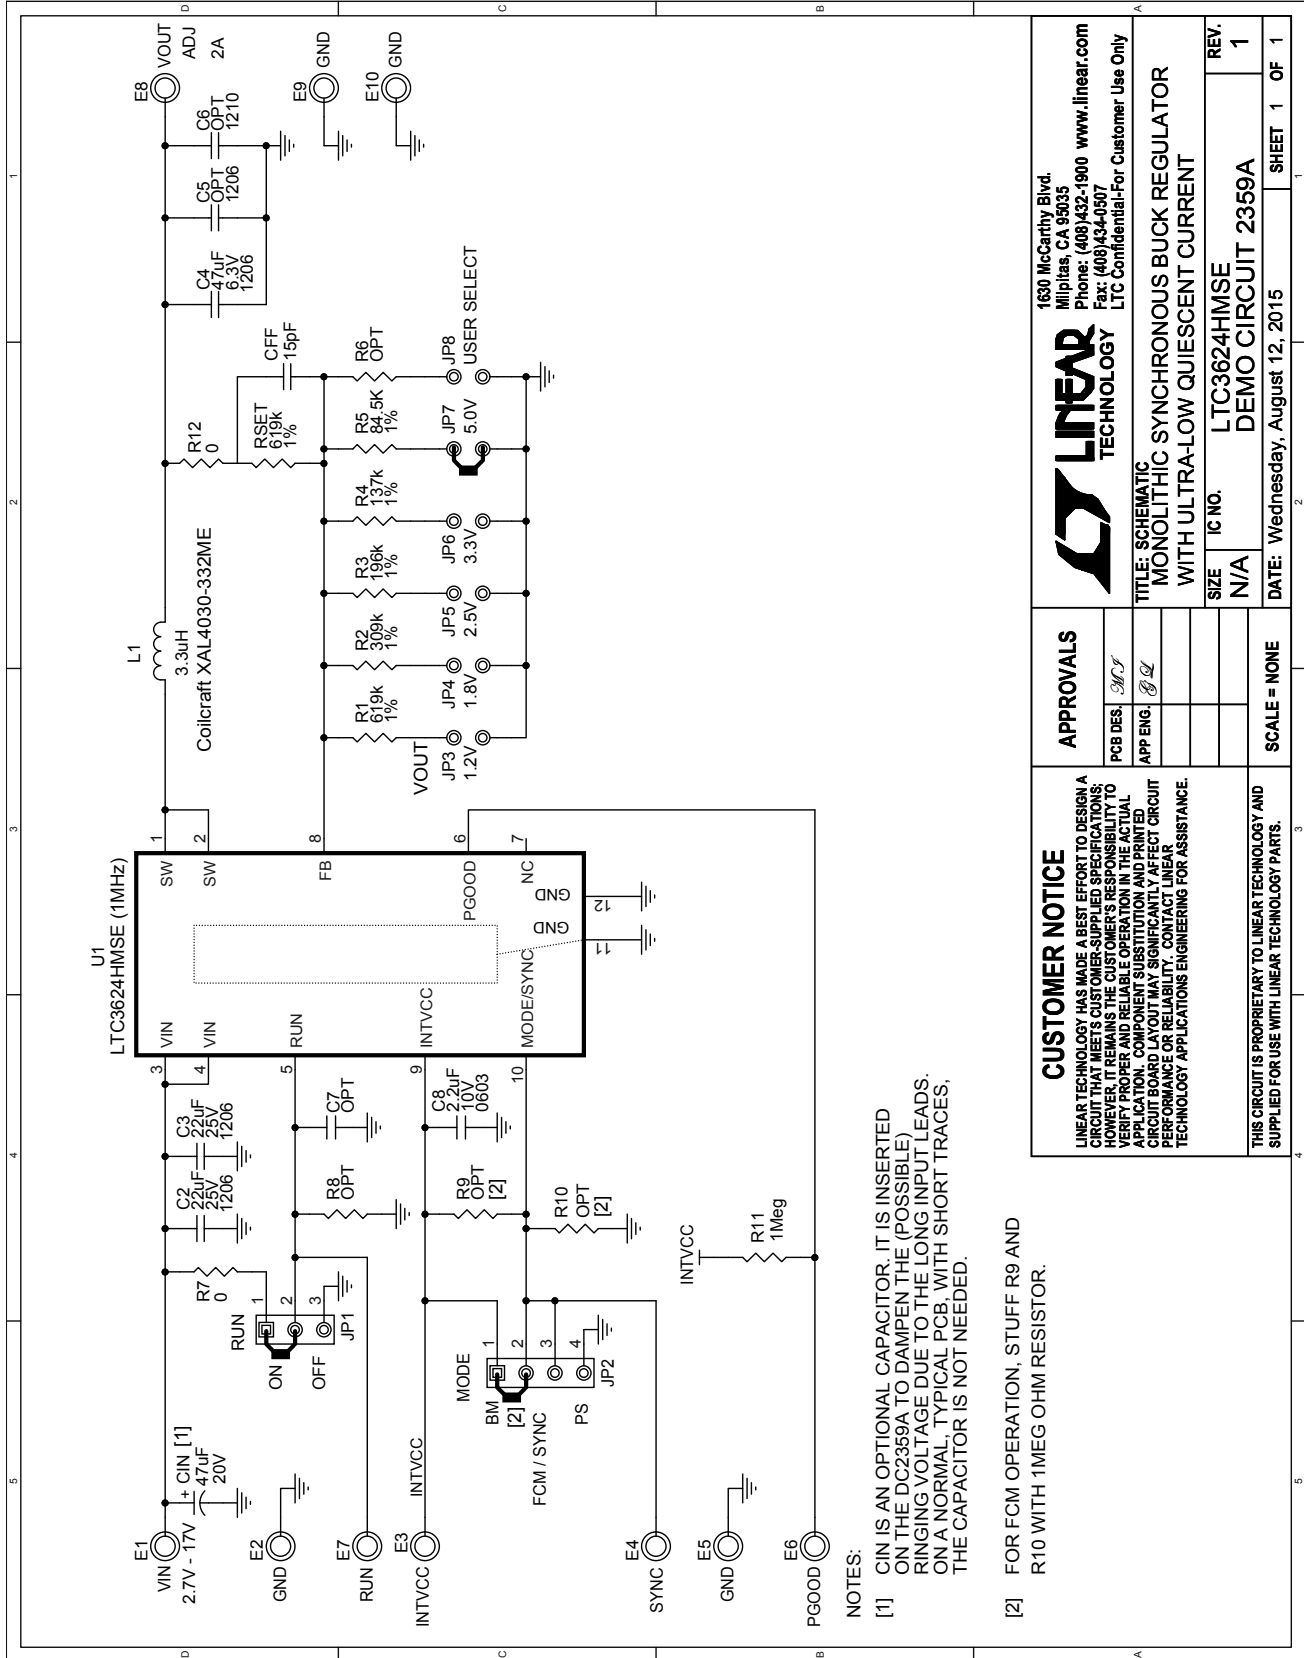 5
4
3
2
1
D
C
B
A
E1
VIN
2.7V - 17V
+ CIN [1]
47uF
20V
E2
GND
E7
RUN
E3
INTVCC
INTVCC
E4
SYNC
E5
GND
E6
PGOOD
R7
0
C2
22uF
25V
1206
C3
22uF
25V
1206
RUN
1
2
3
JP1
ON
OFF
R8
OPT
C7
OPT
MODE
1
2
3
4
JP2
BM
[2]
FCM / SYNC
PS
R9
OPT
[2]
R10
OPT
[2]
C8
2.2uF
10V
0603
INTVCC
R11
1Meg
U1
LTC3624HMSE (1MHz)
3
VIN
4
VIN
5
RUN
9
INTVCC
10
MODE/SYNC
1
SW
2
SW
8
FB
6
PGOOD
7
NC
GND
11
GND
12
L1
3.3uH
Coilcraft XAL4030-332ME
R12
0
RSET
619k
1%
CFF
15pF
C4
47uF
6.3V
1206
C5
OPT
1206
C6
OPT
1210
E8
VOUT
ADJ
2A
E9
GND
E10
GND
R1
619k
1%
R2
309k
1%
R3
196k
1%
R4
137k
1%
R5
84.5K
1%
R6
OPT
VOUT
JP3
1.2V
JP4
1.8V
JP5
2.5V
JP6
3.3V
JP7
5.0V
JP8
USER SELECT
NOTES:
[1] CIN IS AN OPTIONAL CAPACITOR. IT IS INSERTED
ON THE DC2359A TO DAMPEN THE (POSSIBLE)
RINGING VOLTAGE DUE TO THE LONG INPUT LEADS.
ON A NORMAL, TYPICAL PCB, WITH SHORT TRACES,
THE CAPACITOR IS NOT NEEDED.
[2] FOR FCM OPERATION, STUFF R9 AND
R10 WITH 1MEG OHM RESISTOR.
CUSTOMER NOTICE
LINEAR TECHNOLOGY HAS MADE A BEST EFFORT TO DESIGN A
CIRCUIT THAT MEETS CUSTOMER-SUPPLIED SPECIFICATIONS;
HOWEVER, IT REMAINS THE CUSTOMER'S RESPONSIBILITY TO
VERIFY PROPER AND RELIABLE OPERATION IN THE ACTUAL
APPLICATION. COMPONENT SUBSTITUTION AND PRINTED
CIRCUIT BOARD LAYOUT MAY SIGNIFICANTLY AFFECT CIRCUIT
PERFORMANCE OR RELIABILITY. CONTACT LINEAR
TECHNOLOGY APPLICATIONS ENGINEERING FOR ASSISTANCE.
THIS CIRCUIT IS PROPRIETARY TO LINEAR TECHNOLOGY AND
SUPPLIED FOR USE WITH LINEAR TECHNOLOGY PARTS.
APPROVALS
PCB DES.
APP ENG.
SCALE = NONE
LINEAR
TECHNOLOGY
1630 McCarthy Blvd.
Milpitas, CA 95035
Phone: (408)432-1900 www.linear.com
Fax: (408)434-0507
LTC Confidential-For Customer Use Only
TITLE: SCHEMATIC
MONOLITHIC SYNCHRONOUS BUCK REGULATOR
WITH ULTRA-LOW QUIESCENT CURRENT
SIZE
N/A
IC NO.
LTC3624HMSE
DEMO CIRCUIT 2359A
REV.
1
DATE: Wednesday, August 12, 2015
SHEET 1 OF 1
5
4
3
2
1
D
C
B
A